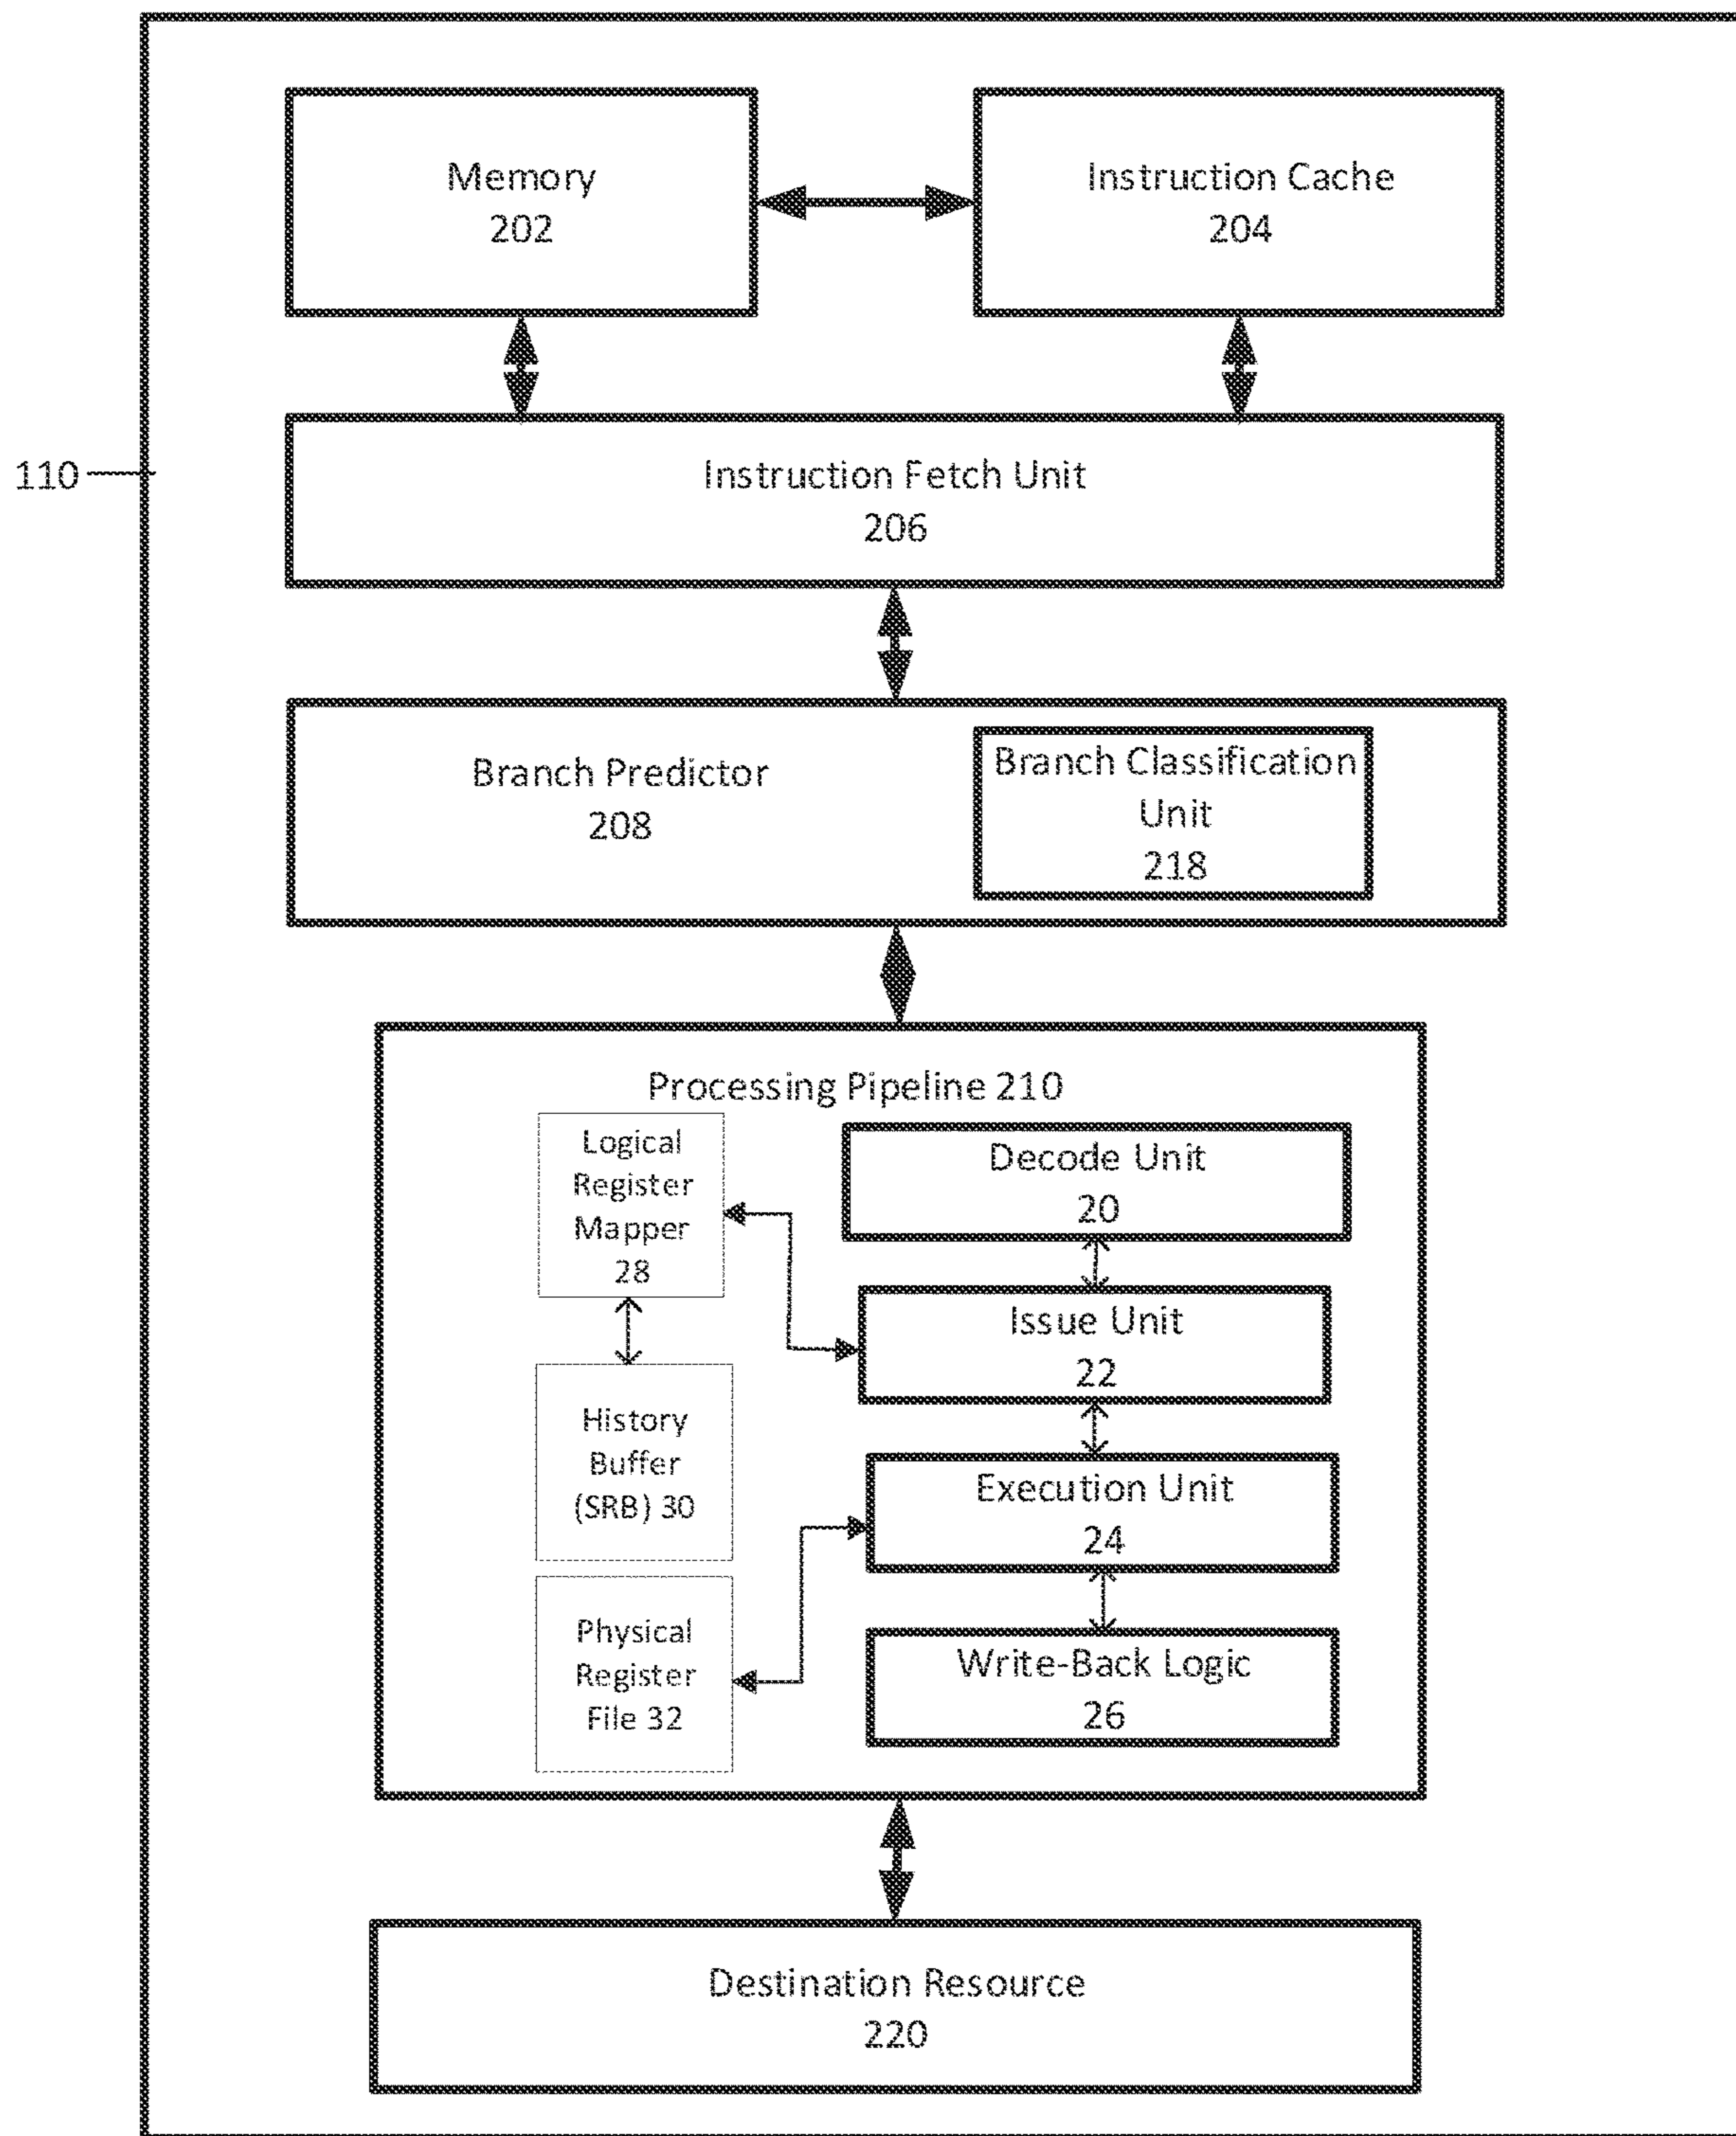 Memory
202
Instruction Cache
204
110
Instruction Fetch Unit
206
Branch Predictor
208
Branch Classification
Unit
218
Processing Pipeline 210
Logical
Register
Mapper
28
Decode Unit
20
Issue Unit
22
History
Buffer
(SRB) 30
Execution Unit
24
Physical
Register
File 32
Write-Back Logic
26
Destination Resource
220